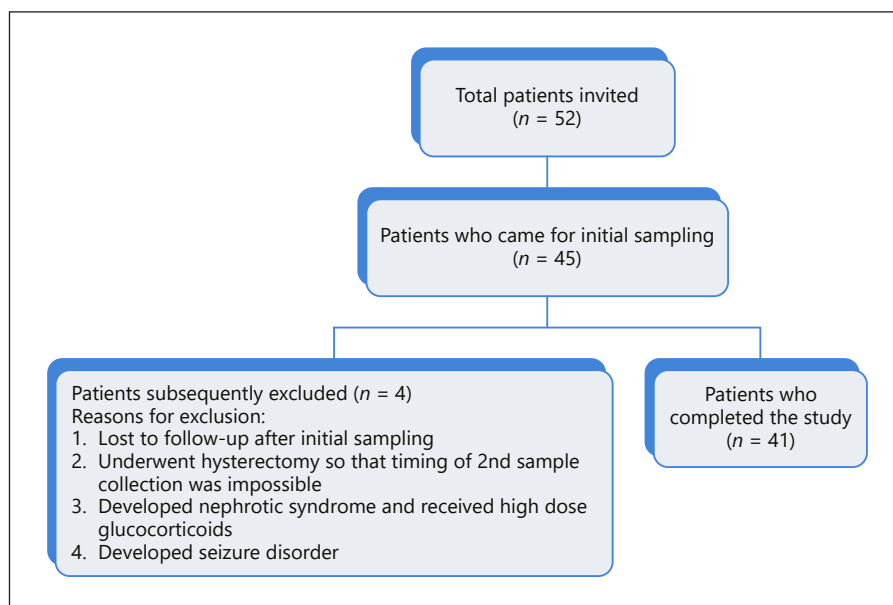 Total patients invited
(n = 52)
Patients who came for initial sampling
(n = 45)
Patients subsequently excluded (n = 4)
Reasons for exclusion:
1. Lost to follow-up after initial sampling
2. Underwent hysterectomy so that timing of 2nd sample
collection was impossible
3. Developed nephrotic syndrome and received high dose
glucocorticoids
4. Developed seizure disorder
Patients who
completed the study
(n = 41)